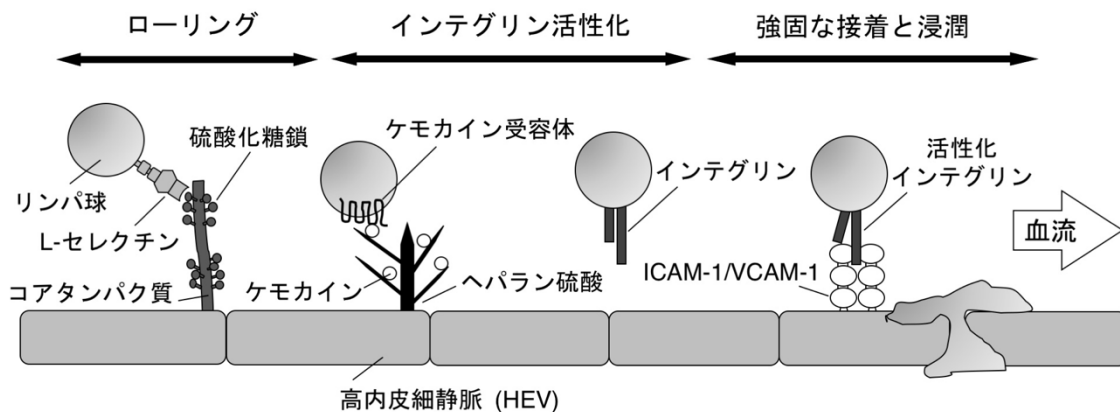 ローリング
インテグリン活性化
強固な接着と浸潤
硫酸化糖鎖
リンパ球
L-セレクチン
コアタンパク質
ケモカイン受容体
ケモカイン
ヘパラン硫酸
インテグリン
活性化
インテグリン
ICAM-1/VCAM-1
血流
高内皮細静脈 (HEV)